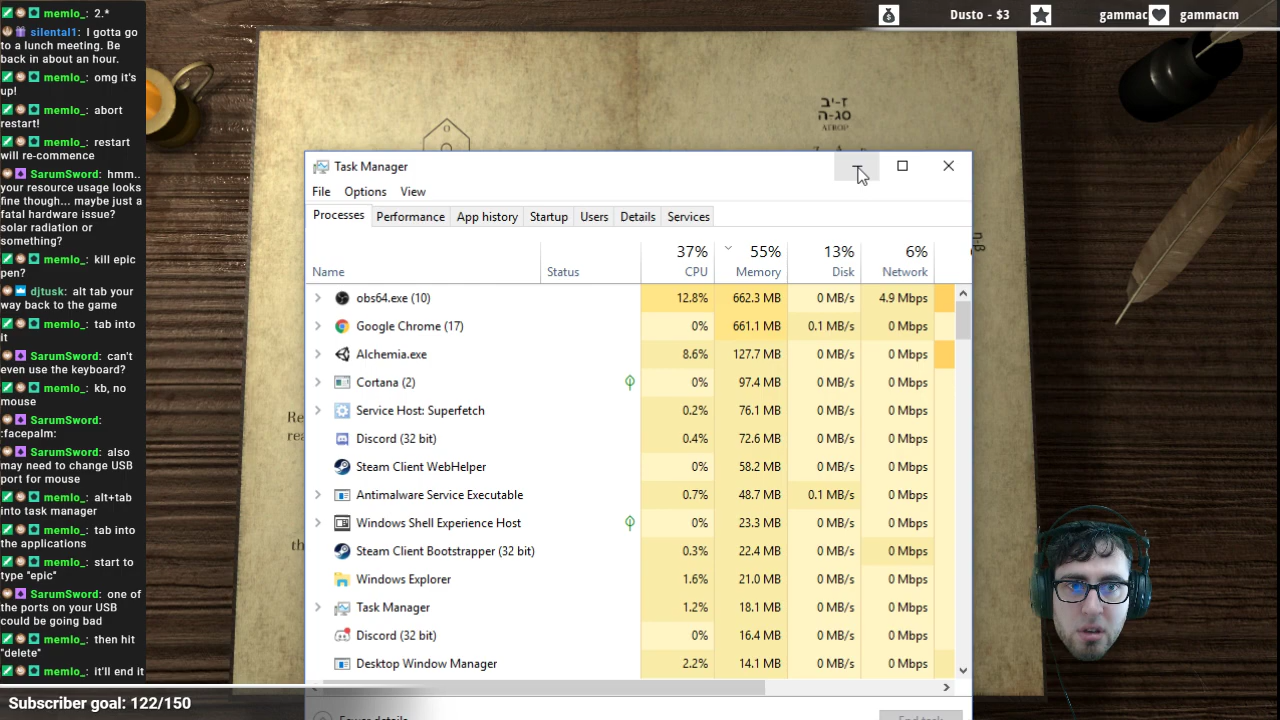 memlo_: 2.*
silental1: I gotta go
to a lunch meeting. Be
back in about an hour.
memlo_: omg it's
up!
memlo_: abort
restart!
memlo_: restart
will re-commence
SarumSword: hmm..
your resource usage looks
fine though... maybe just a
fatal hardware issue?
solar radiation or
something?
memlo_: kill epic
pen?
djtusk: alt tab your
way back to the game
memlo_: tab into
it
SarumSword: can't
even use the keyboard?
memlo_: kb, no
mouse
SarumSword:
:facepalm:
SarumSword: also
may need to change USB
port for mouse
memlo_: alt+tab
into task manager
memlo_: tab into
the applications
memlo_: start to
type "epic"
SarumSword: one of
the ports on your USB
could be going bad
memlo_: then hit
"delete"
memlo_: it'll end it
Subscriber goal: 122/150
Dusto - $3
gammac
gammacm
ז-יב
סג-ה
ATROP
Task Manager
File Options View
Processes Performance App history Startup Users Details Services
37% 55% 13% 6%
Name Status CPU Memory Disk Network
obs64.exe (10) 12.8% 662.3 MB 0 MB/s 4.9 Mbps
Google Chrome (17) 0% 661.1 MB 0.1 MB/s 0 Mbps
Alchemia.exe 8.6% 127.7 MB 0 MB/s 0 Mbps
Cortana (2) 0% 97.4 MB 0 MB/s 0 Mbps
Service Host: Superfetch 0.2% 76.1 MB 0 MB/s 0 Mbps
Discord (32 bit) 0.4% 72.6 MB 0 MB/s 0 Mbps
Steam Client WebHelper 0% 58.2 MB 0 MB/s 0 Mbps
Antimalware Service Executable 0.7% 48.7 MB 0.1 MB/s 0 Mbps
Windows Shell Experience Host 0% 23.3 MB 0 MB/s 0 Mbps
Steam Client Bootstrapper (32 bit) 0.3% 22.4 MB 0 MB/s 0 Mbps
Windows Explorer 1.6% 21.0 MB 0 MB/s 0 Mbps
Task Manager 1.2% 18.1 MB 0 MB/s 0 Mbps
Discord (32 bit) 0% 16.4 MB 0 MB/s 0 Mbps
Desktop Window Manager 2.2% 14.1 MB 0 MB/s 0 Mbps
Fewer details
End task